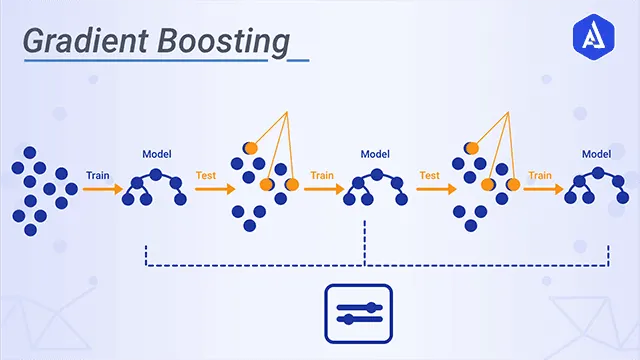 Gradient Boosting
Train
Model
Test
Train
Model
Test
Train
Model